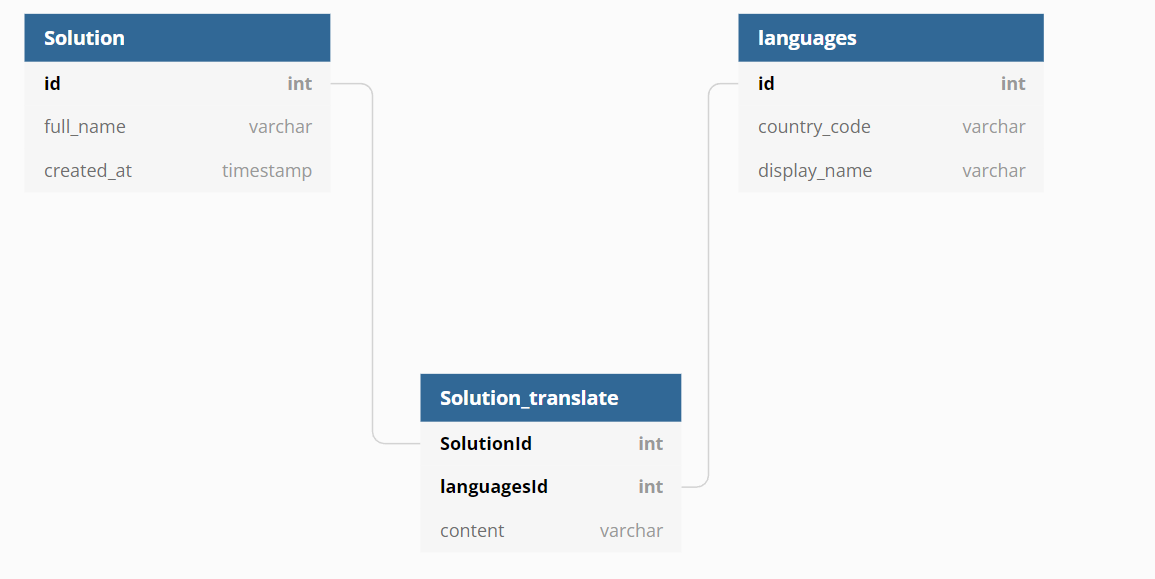 Solution
id int
full_name varchar
created_at timestamp
languages
id int
country_code varchar
display_name varchar
Solution_translate
SolutionId int
languagesId int
content varchar